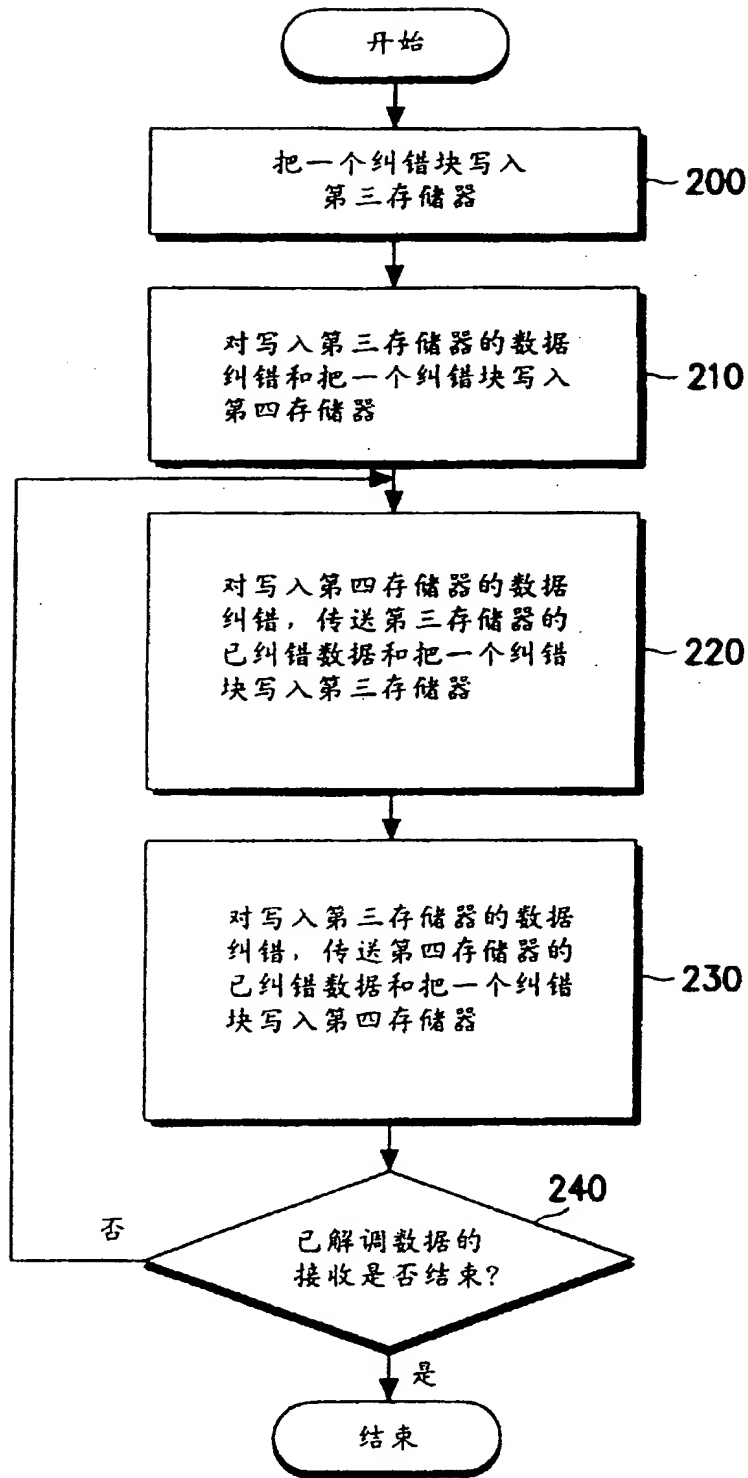 开始
把一个纠错块写入
第三存储器
200
对写入第三存储器的数据
纠错和把一个纠错块写入
第四存储器
210
对写入第四存储器的数据
纠错，传送第三存储器的
已纠错数据和把一个纠错
块写入第三存储器
220
对写入第三存储器的数据
纠错，传送第四存储器的
已纠错数据和把一个纠错
块写入第四存储器
230
240
否
已解调数据的
接收是否结束？
是
结束